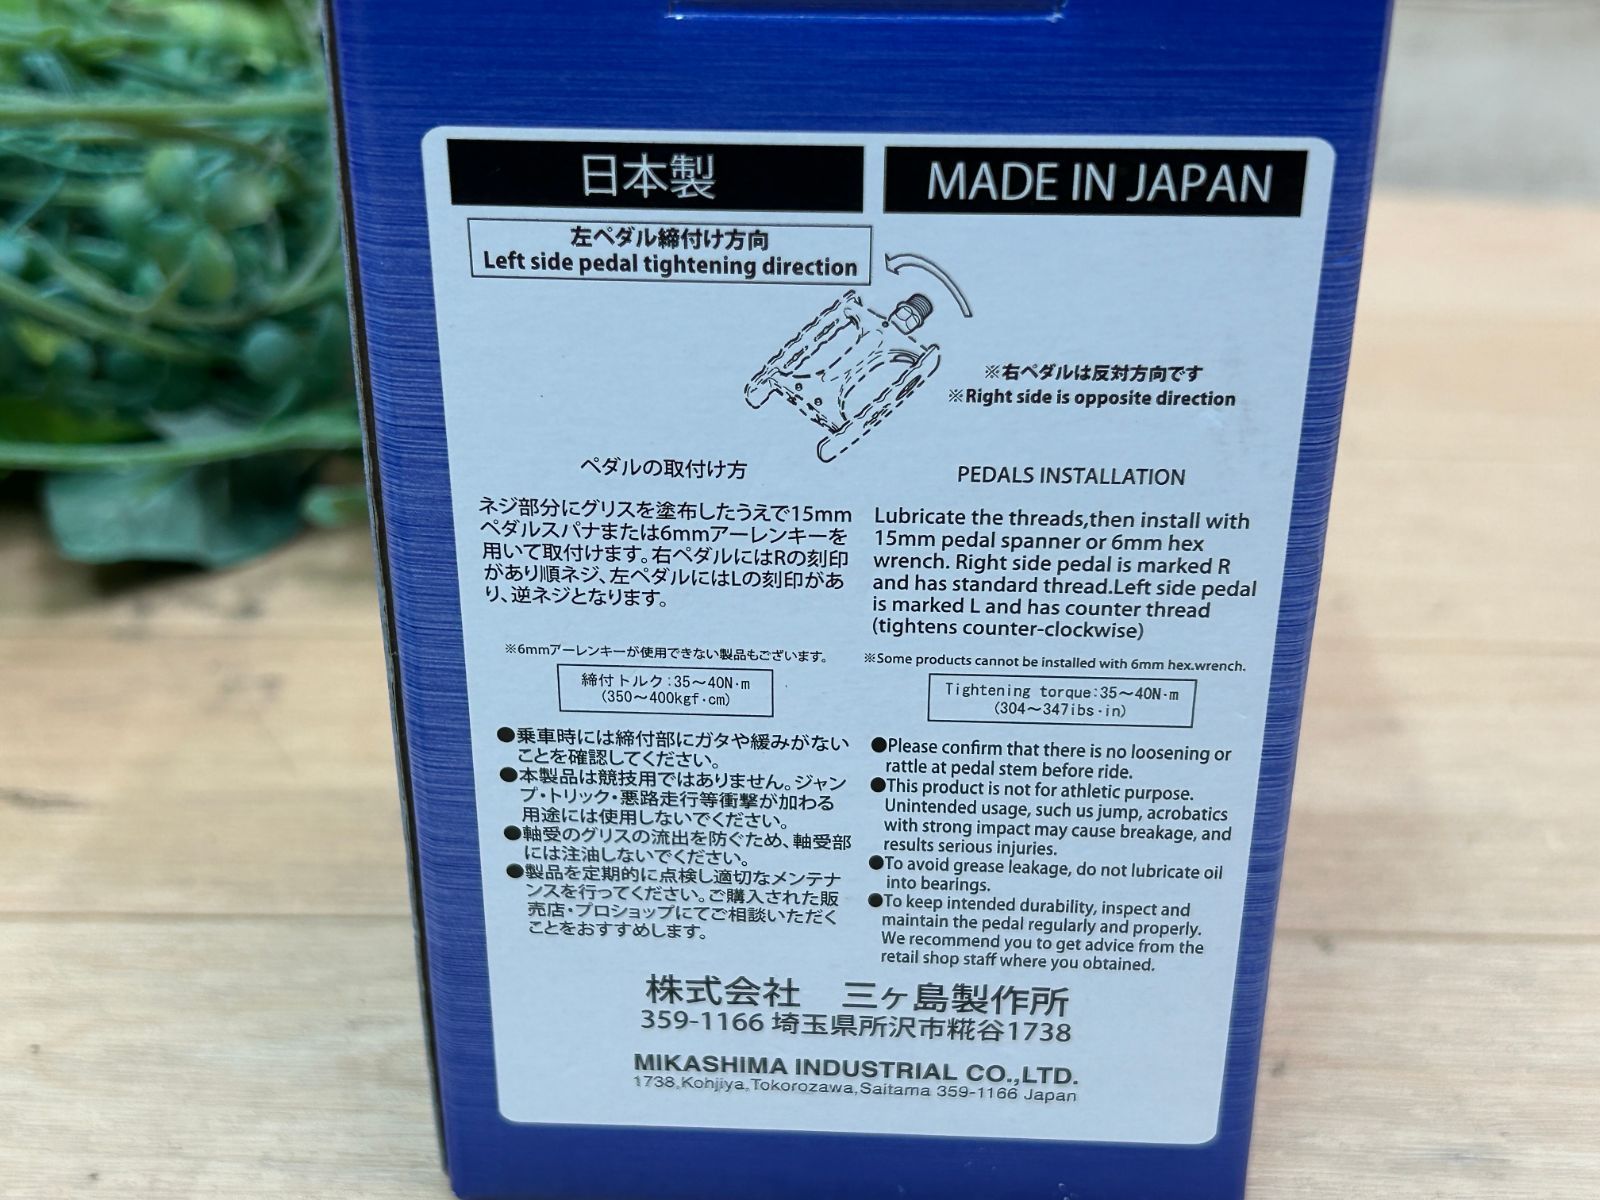 日本製
MADE IN JAPAN
左ペダル締付け方向
Left side pedal tightening direction
※右ペダルは反対方向です
※Right side is opposite direction
ペダルの取付け方
ネジ部分にグリスを塗布したうえで15mm
ペダルスパナまたは6mmアーレンキーを
用いて取付けます。右ペダルにはRの刻印
があり順ネジ、左ペダルにはLの刻印があ
り、逆ネジとなります。
※6mmアーレンキーが使用できない製品もございます。
締付トルク:35～40N·m
(350～400kgf·cm)
●乗車時には締付部にガタや緩みがない
ことを確認してください。
●本製品は競技用ではありません。ジャン
プ・トリック・悪路走行等衝撃が加わる
用途には使用しないでください。
●軸受のグリスの流出を防ぐため、軸受部
には注油しないでください。
●製品を定期的に点検し適切なメンテナ
ンスを行ってください。ご購入された販
売店・プロショップにてご相談いただく
ことをおすすめします。
PEDALS INSTALLATION
Lubricate the threads,then install with
15mm pedal spanner or 6mm hex
wrench. Right side pedal is marked R
and has standard thread.Left side pedal
is marked L and has counter thread
(tightens counter-clockwise)
※Some products cannot be installed with 6mm hex.wrench.
Tightening torque:35～40N·m
(304～347ibs·in)
●Please confirm that there is no loosening or
rattle at pedal stem before ride.
●This product is not for athletic purpose.
Unintended usage, such us jump, acrobatics
with strong impact may cause breakage, and
results serious injuries.
●To avoid grease leakage, do not lubricate oil
into bearings.
●To keep intended durability, inspect and
maintain the pedal regularly and properly.
We recommend you to get advice from the
retail shop staff where you obtained.
株式会社 三ヶ島製作所
359-1166 埼玉県所沢市糀谷1738
MIKASHIMA INDUSTRIAL CO.,LTD.
1738,Kohjiya,Tokorozawa,Saitama 359-1166 Japan